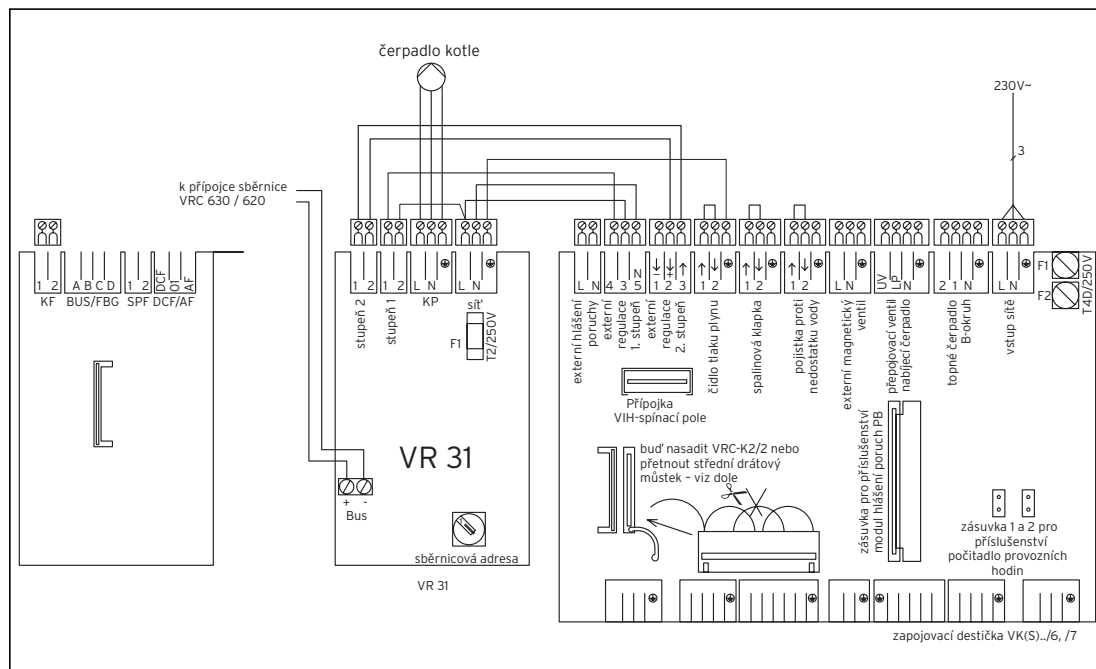 čerpadlo kotle
230V~
3
k přípojce sběrnice
VRC 630 / 620
1 2
KF
A B C D
BUS/FBG
1 2
SPF
DCF 01 AF
DCF/AF
1 2
stupeň 2
1 2
stupeň 1
L N
KP
L N
síť
F1
T2/250V
VR 31
+ -
Bus
sběrnicová adresa
VR 31
L N
externí hlášení
poruchy
4 3 5 N
externí
regulace
1. stupeň
- +
1 2 3
externí
regulace
2. stupeň
1 2
čidlo tlaku plynu
1 2
spalinová klapka
1 2
pojistka proti
nedostatku vody
L N
externí magnetický
ventil
UV LP N
přepojovací ventil
nabíjecí čerpadlo
2 1 N
topné čerpadlo
B-okruh
L N
vstup sítě
F1
F2
T4D/250V
Přípojka
VIH-spínací pole
buď nasadit VRC-K2/2 nebo
přetnout střední drátový
můstek – viz dole
zásuvka pro příslušenství
modul hlášení poruch PB
zásuvka 1 a 2 pro
příslušenství
počitadlo provozních
hodin
zapojovací destička VK(S)../6, /7